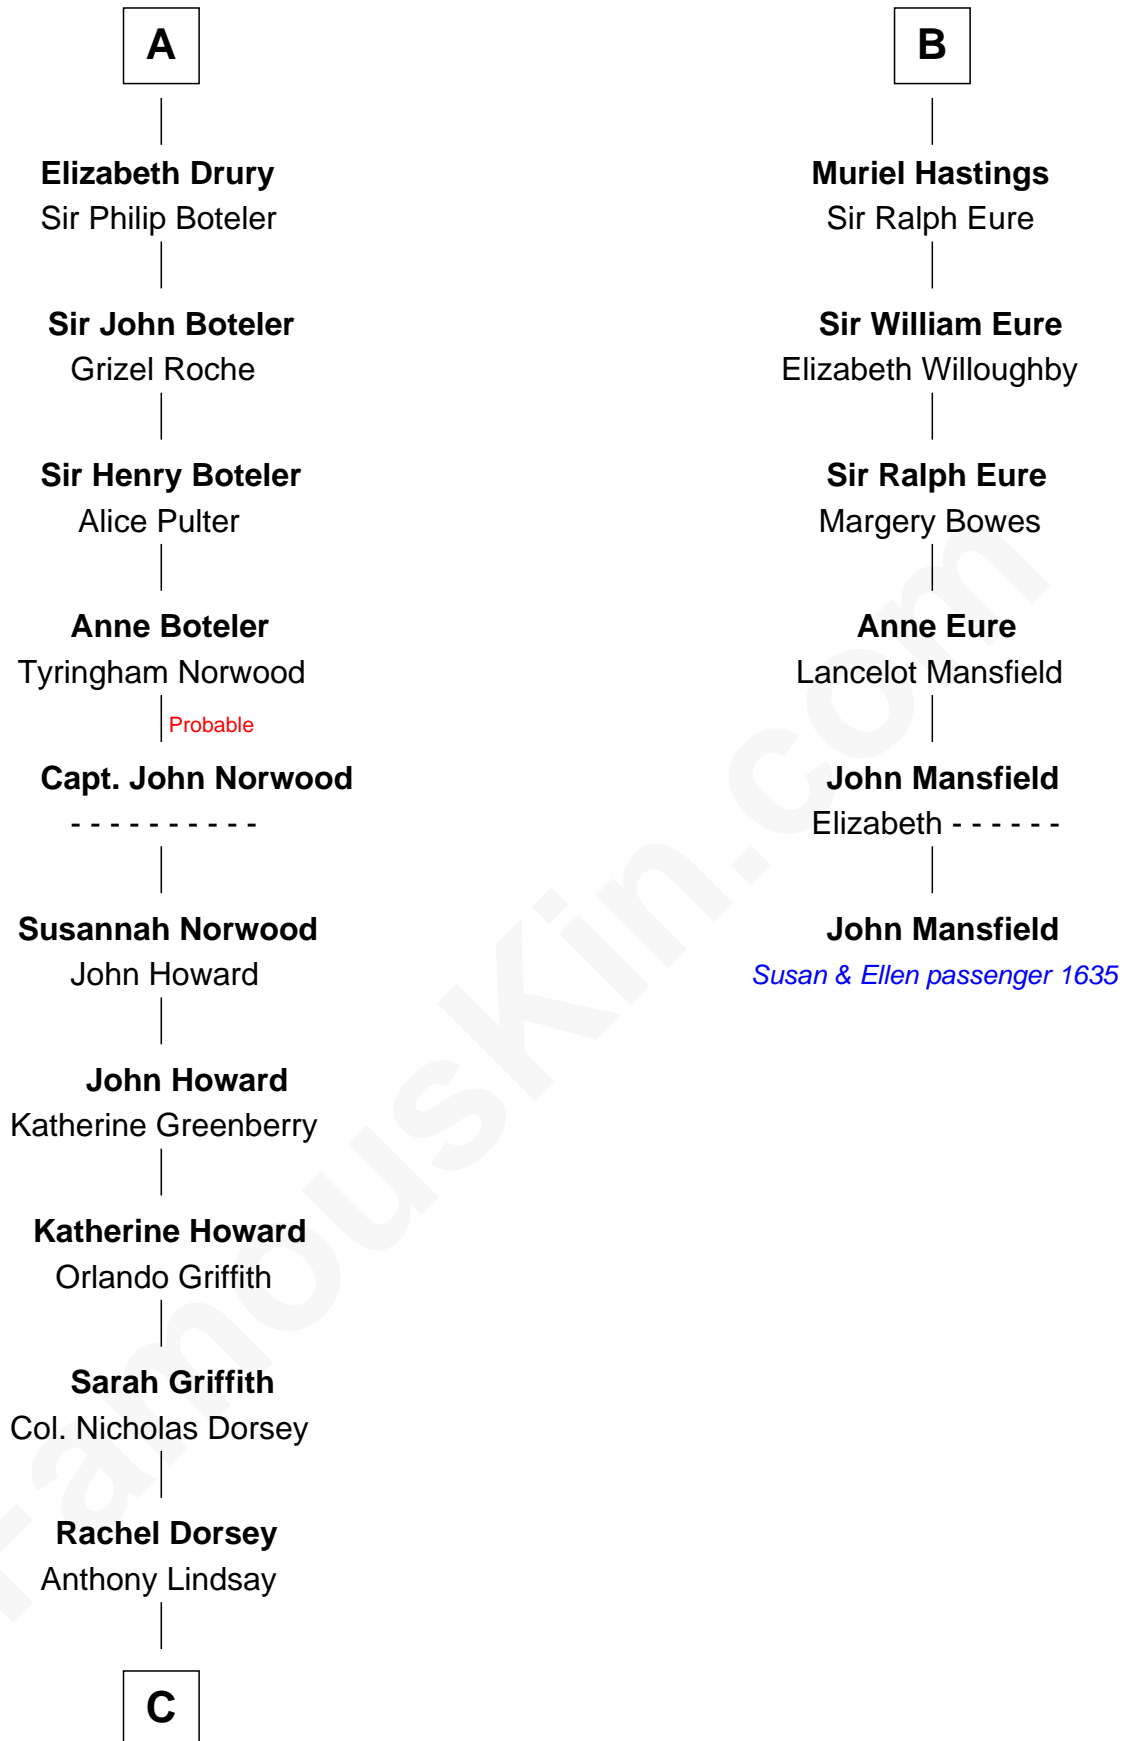 A
Elizabeth Drury
Sir Philip Boteler
Sir John Boteler
Grizel Roche
Sir Henry Boteler
Alice Pulter
Anne Boteler
Tyringham Norwood
Probable
Capt. John Norwood
- - - - - - - - - -
Susannah Norwood
John Howard
John Howard
Katherine Greenberry
Katherine Howard
Orlando Griffith
Sarah Griffith
Col. Nicholas Dorsey
Rachel Dorsey
Anthony Lindsay
C
B
Muriel Hastings
Sir Ralph Eure
Sir William Eure
Elizabeth Willoughby
Sir Ralph Eure
Margery Bowes
Anne Eure
Lancelot Mansfield
John Mansfield
Elizabeth - - - - - -
John Mansfield
Susan & Ellen passenger 1635
FamousKin.com